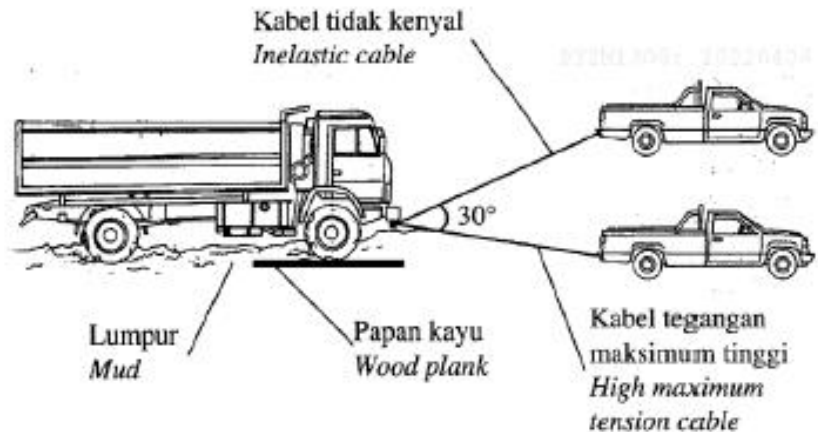 Kabel tidak kenyal
Inelastic cable
30°
Lumpur
Mud
Papan kayu
Wood plank
Kabel tegangan
maksimum tinggi
High maximum
tension cable